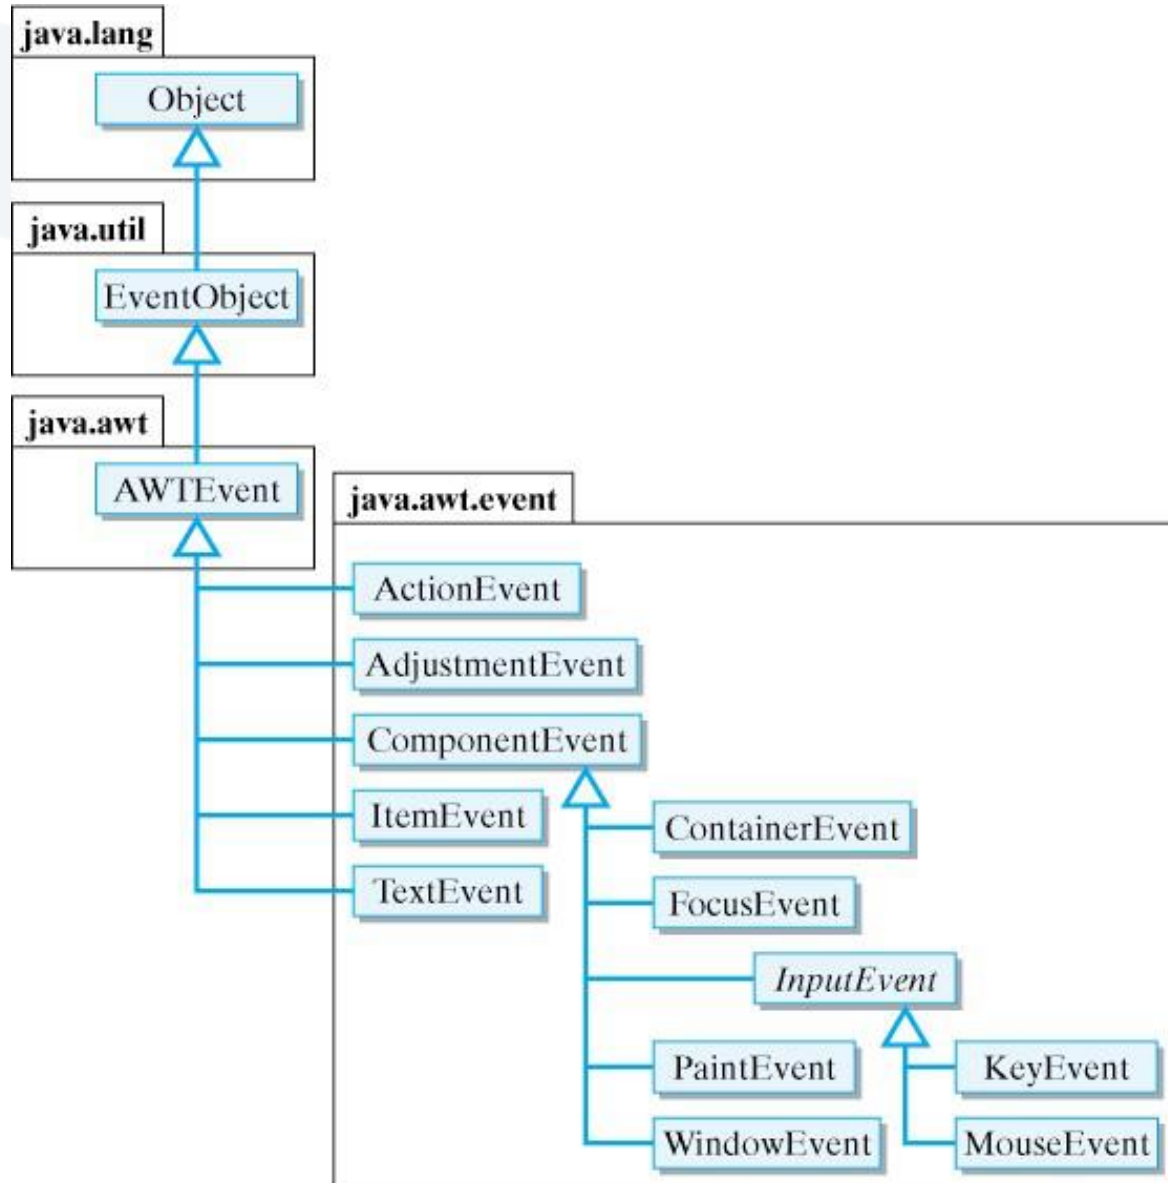 java.lang
Object
java.util
EventObject
java.awt
AWTEvent
java.awt.event
ActionEvent
AdjustmentEvent
ComponentEvent
ItemEvent
ContainerEvent
TextEvent
FocusEvent
InputEvent
PaintEvent
KeyEvent
WindowEvent
MouseEvent